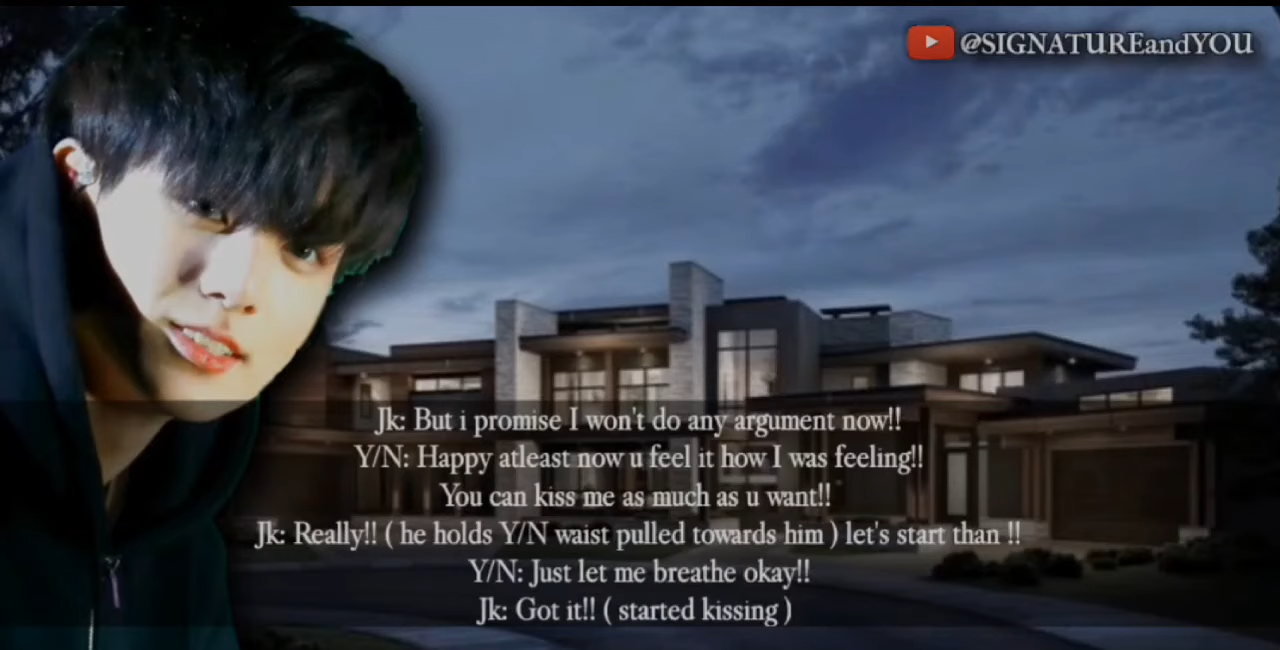 @SIGNATUREandYOU
Jk: But i promise I won't do any argument now!!
Y/N: Happy atleast now u feel it how I was feeling!!
You can kiss me as much as u want!!
Jk: Really!! ( he holds Y/N waist pulled towards him ) let's start than !!
Y/N: Just let me breathe okay!!
Jk: Got it!! ( started kissing )